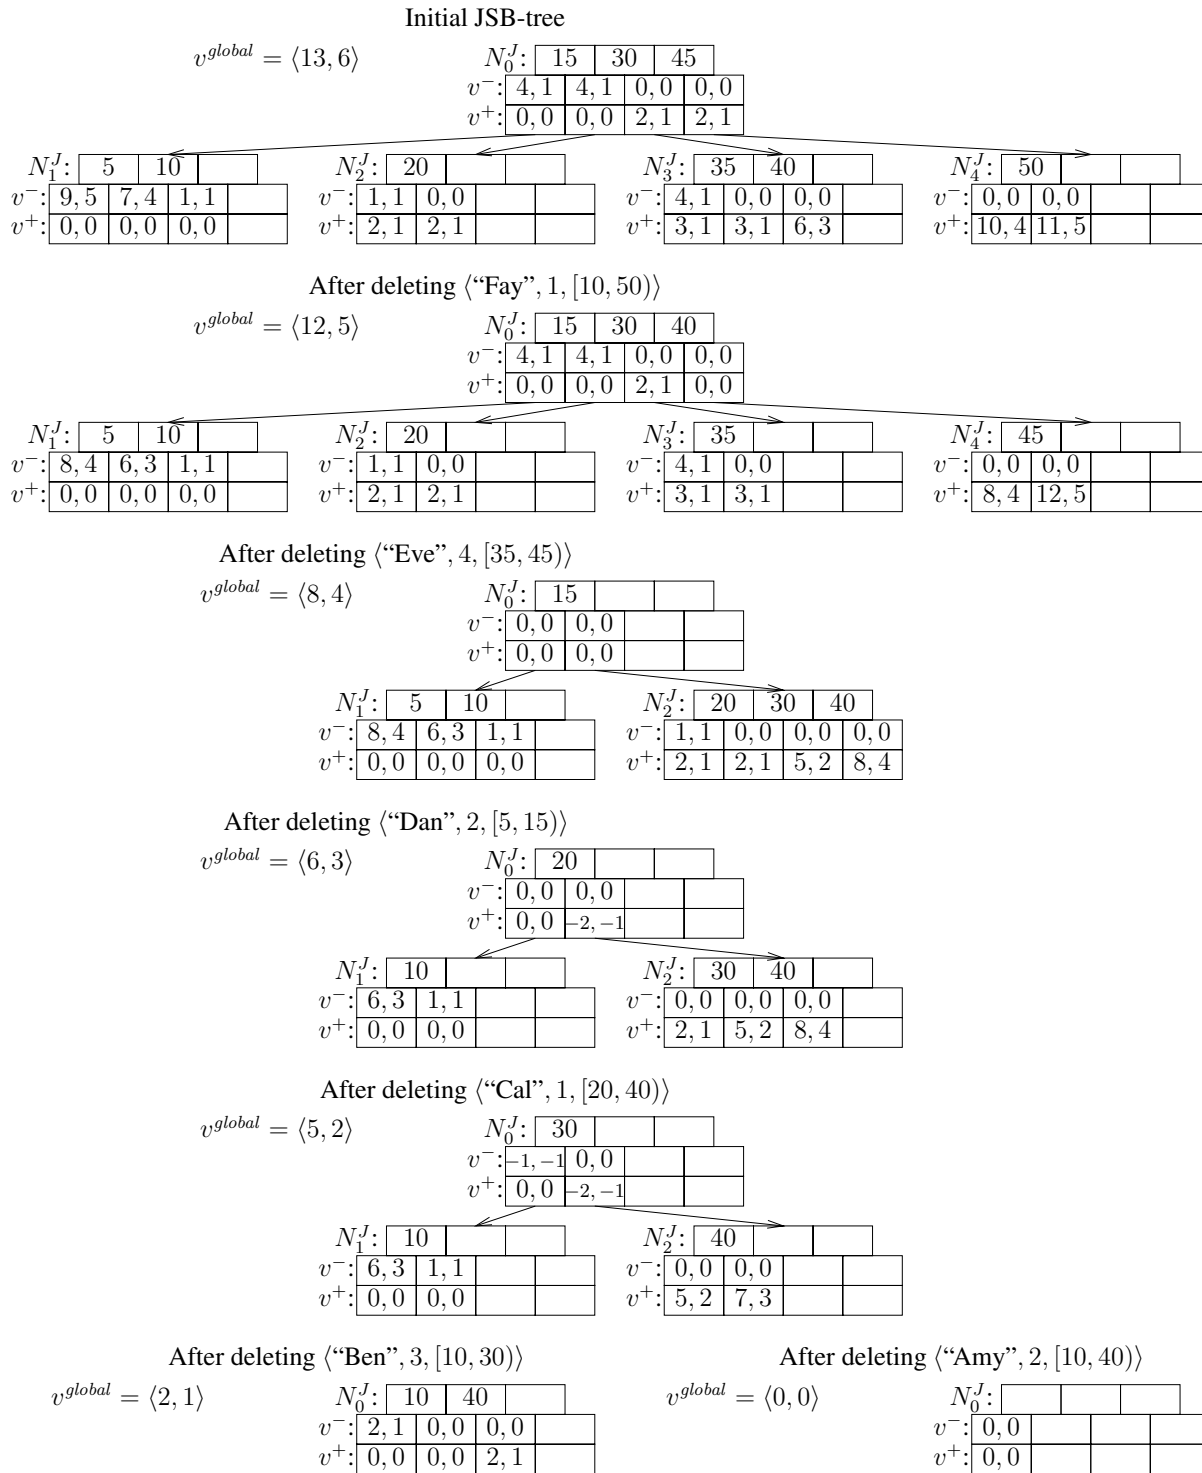 Initial JSB-tree
v^global = ⟨13, 6⟩ N_0^J: 15 30 45
v^−: 4, 1 4, 1 0, 0 0, 0
v^+: 0, 0 0, 0 2, 1 2, 1
N_1^J: 5 10 N_2^J: 20 N_3^J: 35 40 N_4^J: 50
v^−: 9, 5 7, 4 1, 1 v^−: 1, 1 0, 0 v^−: 4, 1 0, 0 0, 0 v^−: 0, 0 0, 0
v^+: 0, 0 0, 0 0, 0 v^+: 2, 1 2, 1 v^+: 3, 1 3, 1 6, 3 v^+: 10, 4 11, 5
After deleting ⟨“Fay”, 1, [10, 50)⟩
v^global = ⟨12, 5⟩ N_0^J: 15 30 40
v^−: 4, 1 4, 1 0, 0 0, 0
v^+: 0, 0 0, 0 2, 1 0, 0
N_1^J: 5 10 N_2^J: 20 N_3^J: 35 N_4^J: 45
v^−: 8, 4 6, 3 1, 1 v^−: 1, 1 0, 0 v^−: 4, 1 0, 0 v^−: 0, 0 0, 0
v^+: 0, 0 0, 0 0, 0 v^+: 2, 1 2, 1 v^+: 3, 1 3, 1 v^+: 8, 4 12, 5
After deleting ⟨“Eve”, 4, [35, 45)⟩
v^global = ⟨8, 4⟩ N_0^J: 15
v^−: 0, 0 0, 0
v^+: 0, 0 0, 0
N_1^J: 5 10 N_2^J: 20 30 40
v^−: 8, 4 6, 3 1, 1 v^−: 1, 1 0, 0 0, 0 0, 0
v^+: 0, 0 0, 0 0, 0 v^+: 2, 1 2, 1 5, 2 8, 4
After deleting ⟨“Dan”, 2, [5, 15)⟩
v^global = ⟨6, 3⟩ N_0^J: 20
v^−: 0, 0 0, 0
v^+: 0, 0 −2, −1
N_1^J: 10 N_2^J: 30 40
v^−: 6, 3 1, 1 v^−: 0, 0 0, 0 0, 0
v^+: 0, 0 0, 0 v^+: 2, 1 5, 2 8, 4
After deleting ⟨“Cal”, 1, [20, 40)⟩
v^global = ⟨5, 2⟩ N_0^J: 30
v^−: −1, −1 0, 0
v^+: 0, 0 −2, −1
N_1^J: 10 N_2^J: 40
v^−: 6, 3 1, 1 v^−: 0, 0 0, 0
v^+: 0, 0 0, 0 v^+: 5, 2 7, 3
After deleting ⟨“Ben”, 3, [10, 30)⟩ After deleting ⟨“Amy”, 2, [10, 40)⟩
v^global = ⟨2, 1⟩ N_0^J: 10 40 v^global = ⟨0, 0⟩ N_0^J:
v^−: 2, 1 0, 0 0, 0 v^−: 0, 0
v^+: 0, 0 0, 0 2, 1 v^+: 0, 0